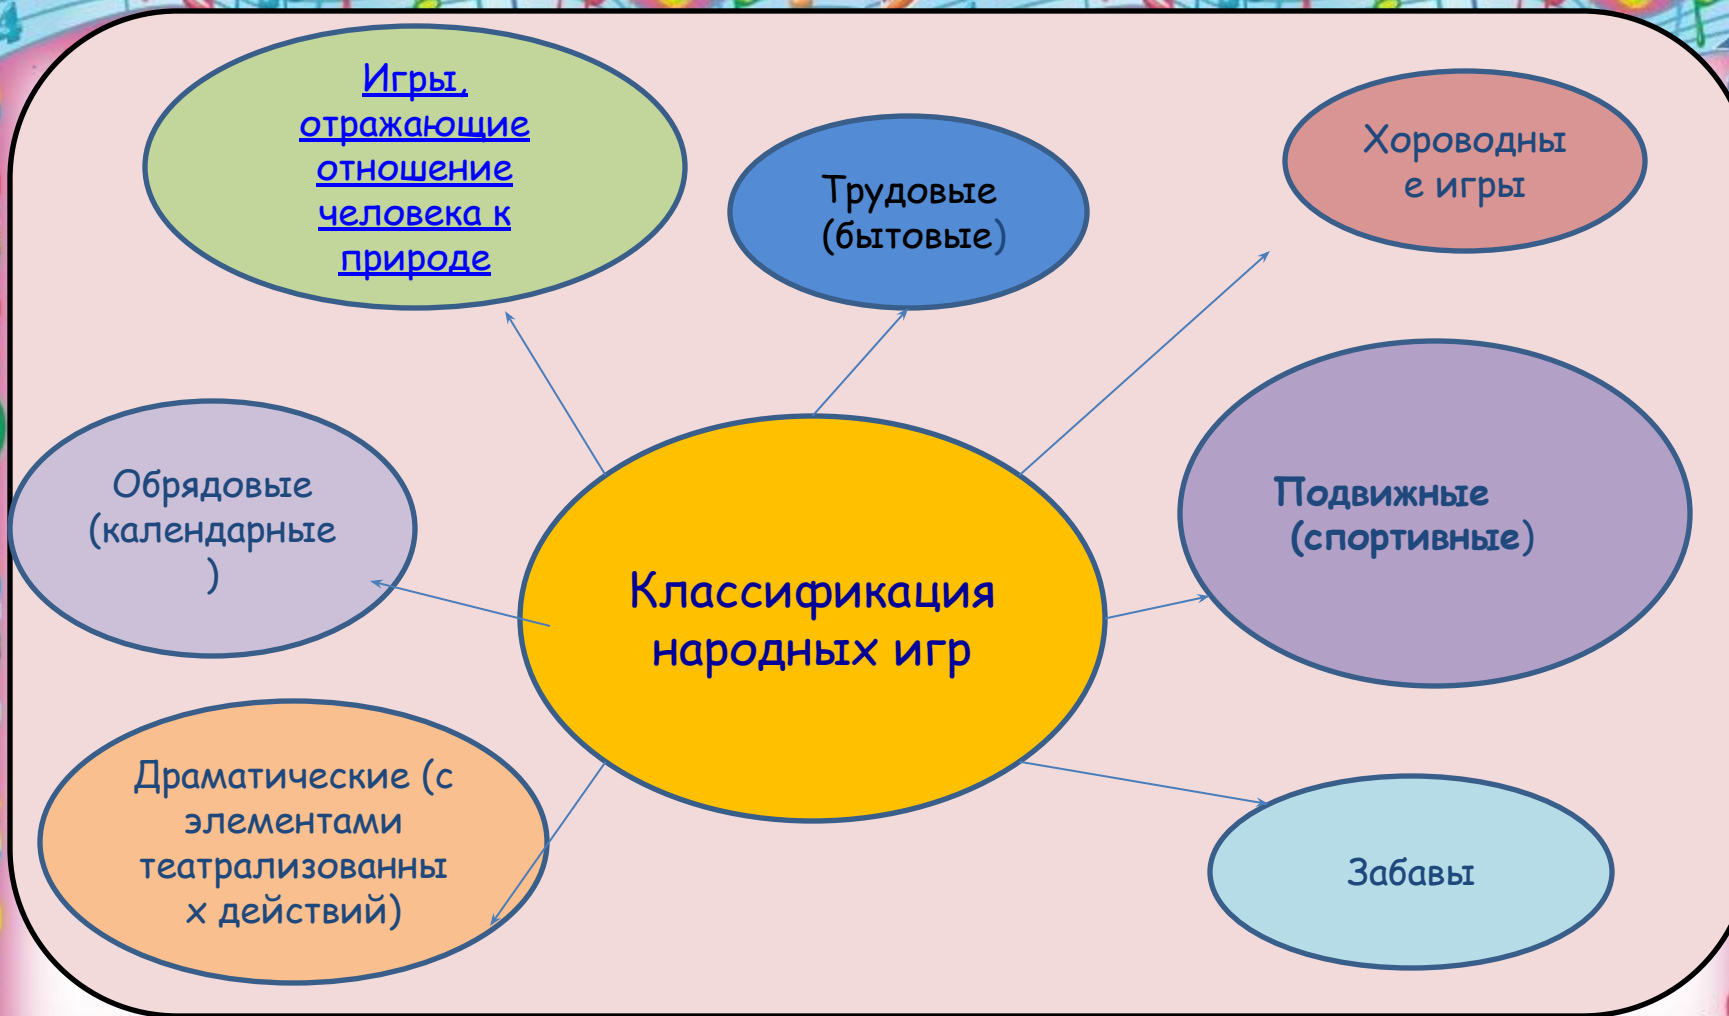 Игры,
отражающие
отношение
человека к
природе
Трудовые
(бытовые)
Хороводны
е игры
Обрядовые
(календарные
)
Подвижные
(спортивные)
Классификация
народных игр
Драматические (с
элементами
театрализованны
х действий)
Забавы